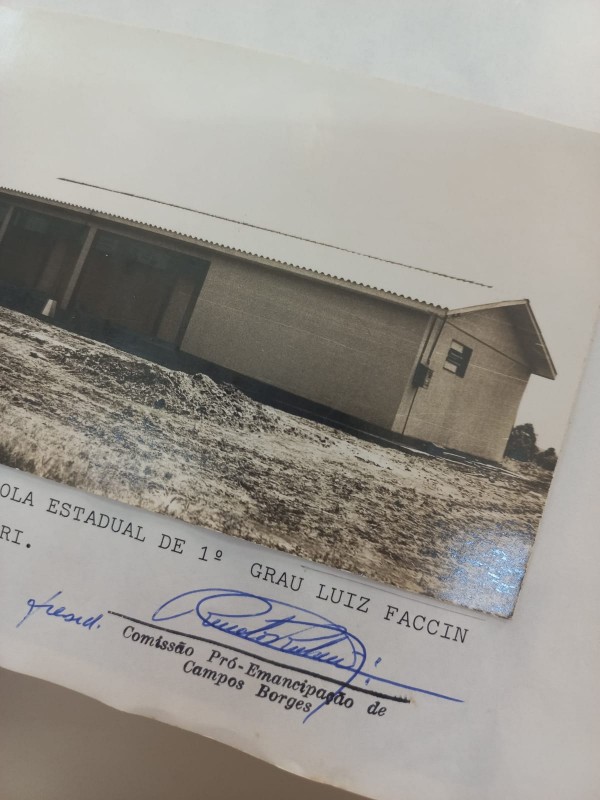 OLA ESTADUAL DE 1º GRAU LUIZ FACCIN
RI.
presid.
Comissão Pró-Emancipação de
Campos Borges